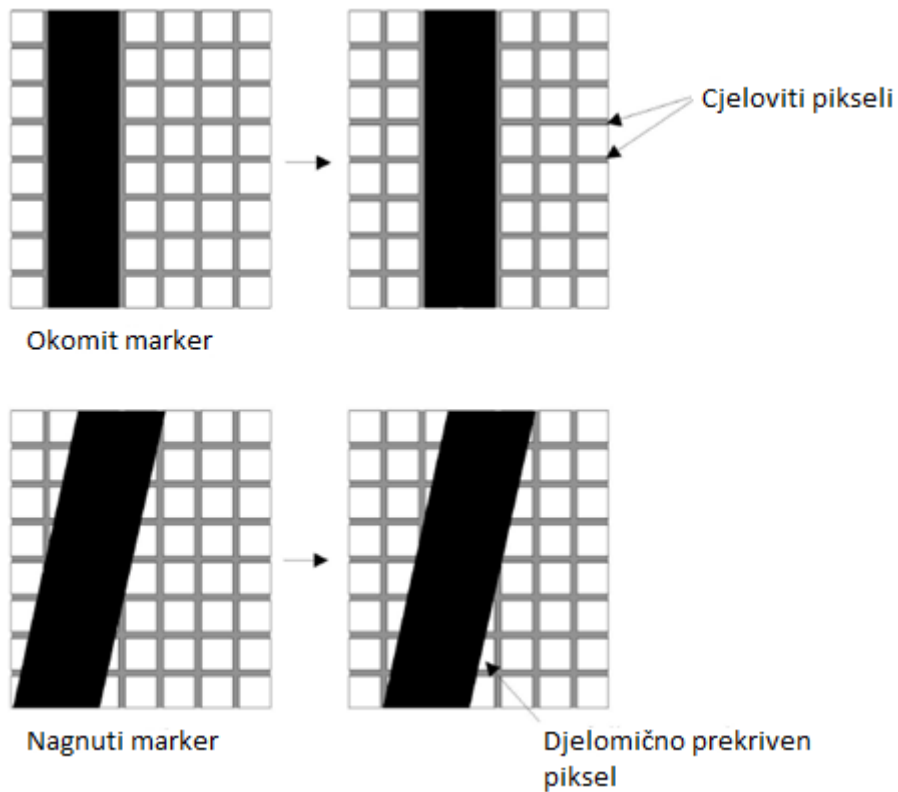 Cjeloviti pikseli
Okomit marker
Nagnuti marker
Djelomično prekriven
piksel